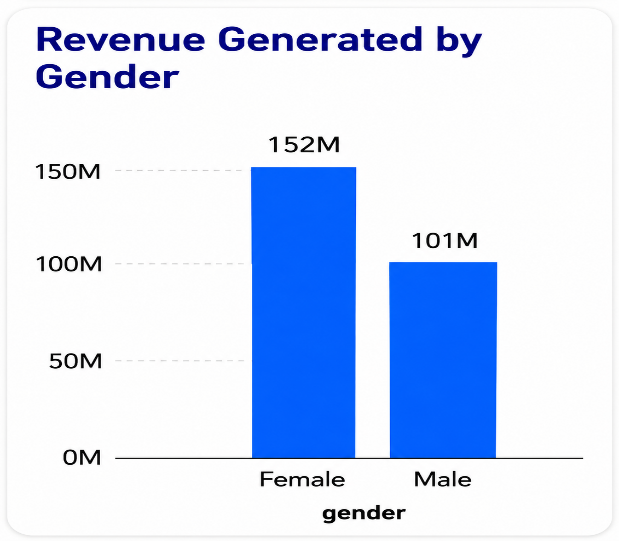 Revenue Generated by
Gender
152M
150M
101M
100M
50M
0M
Female Male
gender